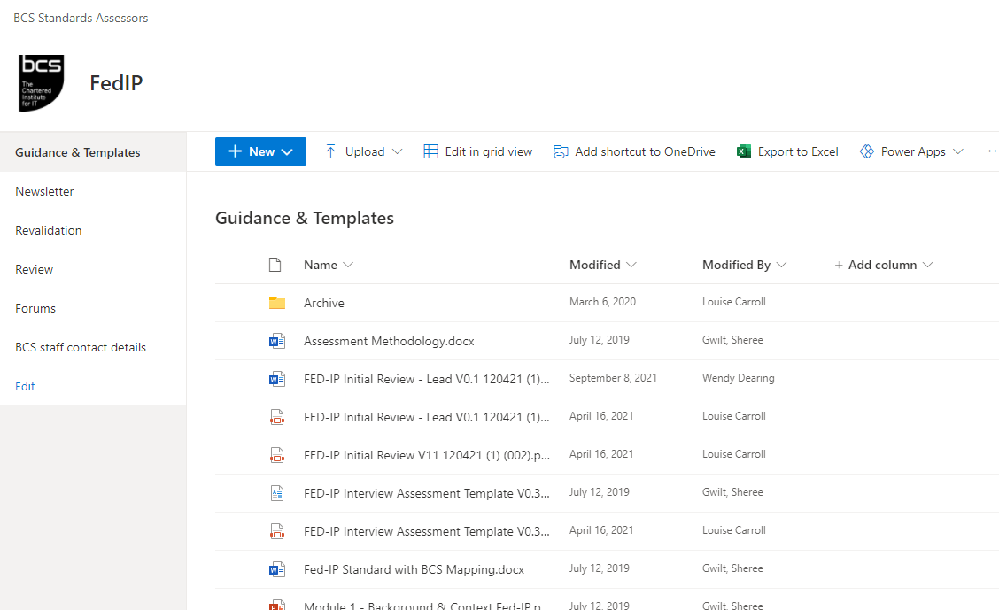 BCS Standards Assessors
bcs
The
Chartered
Institute
for IT
FedIP
Guidance & Templates
Newsletter
Revalidation
Review
Forums
BCS staff contact details
Edit
New
Upload
Edit in grid view
Add shortcut to OneDrive
Export to Excel
Power Apps
Guidance & Templates
Name Modified Modified By + Add column
Archive March 6, 2020 Louise Carroll
Assessment Methodology.docx July 12, 2019 Gwilt, Sheree
FED-IP Initial Review - Lead V0.1 120421 (1)... September 8, 2021 Wendy Dearing
FED-IP Initial Review - Lead V0.1 120421 (1)... April 16, 2021 Louise Carroll
FED-IP Initial Review V11 120421 (1) (002).p... April 16, 2021 Louise Carroll
FED-IP Interview Assessment Template V0.3... July 12, 2019 Gwilt, Sheree
FED-IP Interview Assessment Template V0.3... April 16, 2021 Louise Carroll
Fed-IP Standard with BCS Mapping.docx July 12, 2019 Gwilt, Sheree
Module 1 - Background & Context Fed-IP.p... July 12, 2019 Gwilt, Sheree